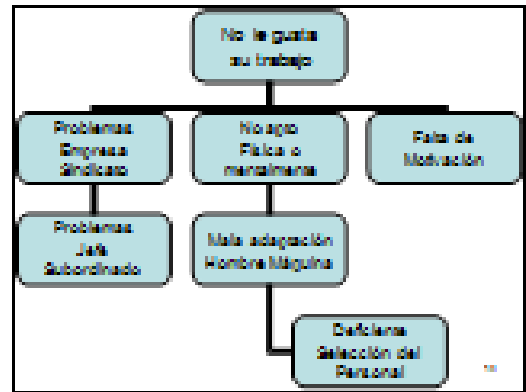 No le gusta
su trabajo
Problemas
Empresa
Sindicato
No apto
Física o
mentalmente
Falta de
Motivación
Problemas
Jefe
Subordinado
Mala adaptación
Hombre Máquina
Deficiente
Selección del
Personal